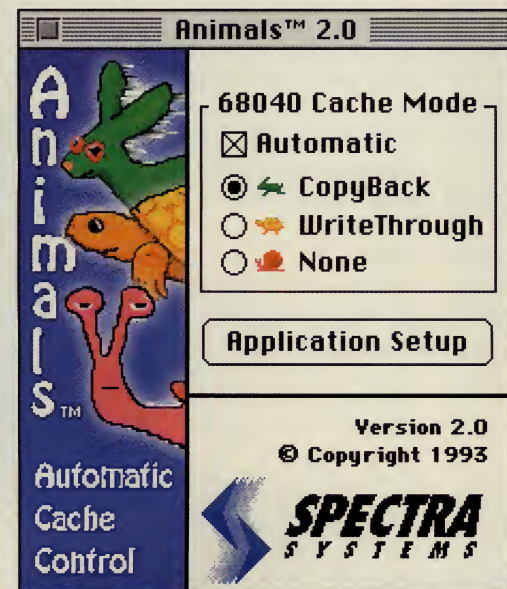 Animals™ 2.0
Animals™
Automatic
Cache
Control
68040 Cache Mode
Automatic
CopyBack
WriteThrough
None
Application Setup
Version 2.0
© Copyright 1993
SPECTRA
SYSTEMS